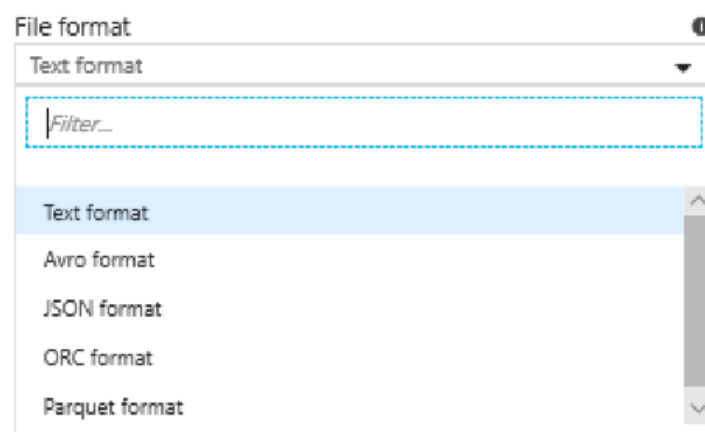 File format
Text format
Filter...
Text format
Avro format
JSON format
ORC format
Parquet format